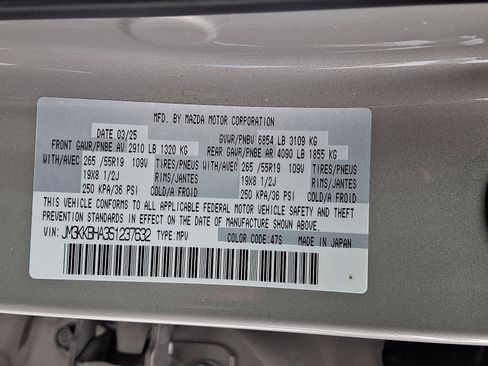 MFD. BY MAZDA MOTOR CORPORATION
DATE 03/25 GVWR/PNBV 6854 LB 3109 KG
FRONT GAWR/PNBE AV 2910 LB 1320 KG REAR GAWR/PNBE AR 4090 LB 1855 KG
WITH/AVEC 265 /55R19 109V TIRES/PNEUS WITH/AVEC 265 /55R19 109V TIRES/PNEUS
19X8 1/2J RIMS/JANTES 19X8 1/2J RIMS/JANTES
250 KPA/36 PSI COLD/A FROID 250 KPA/36 PSI COLD/A FROID
THIS VEHICLE CONFORMS TO ALL APPLICABLE FEDERAL MOTOR VEHICLE SAFETY AND THEFT
PREVENTION STANDARDS IN EFFECT ON THE DATE OF MANUFACTURE SHOWN ABOVE.
VIN: JM3KKBHA3S1237632 TYPE:MPV COLOR CODE:47S MADE IN JAPAN